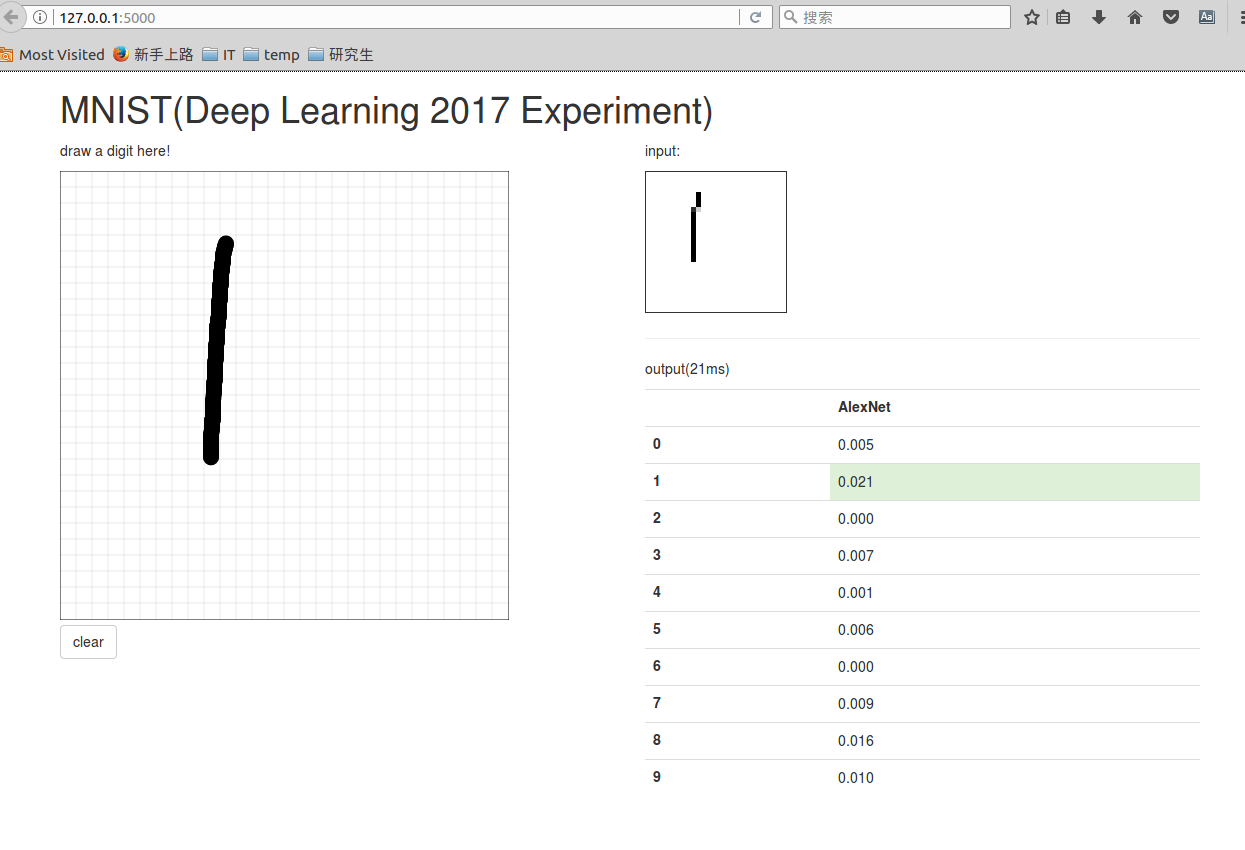 127.0.0.1:5000 搜索
Most Visited 新手上路 IT temp 研究生
MNIST(Deep Learning 2017 Experiment)
draw a digit here!
clear
input:
output(21ms)
AlexNet
0 0.005
1 0.021
2 0.000
3 0.007
4 0.001
5 0.006
6 0.000
7 0.009
8 0.016
9 0.010